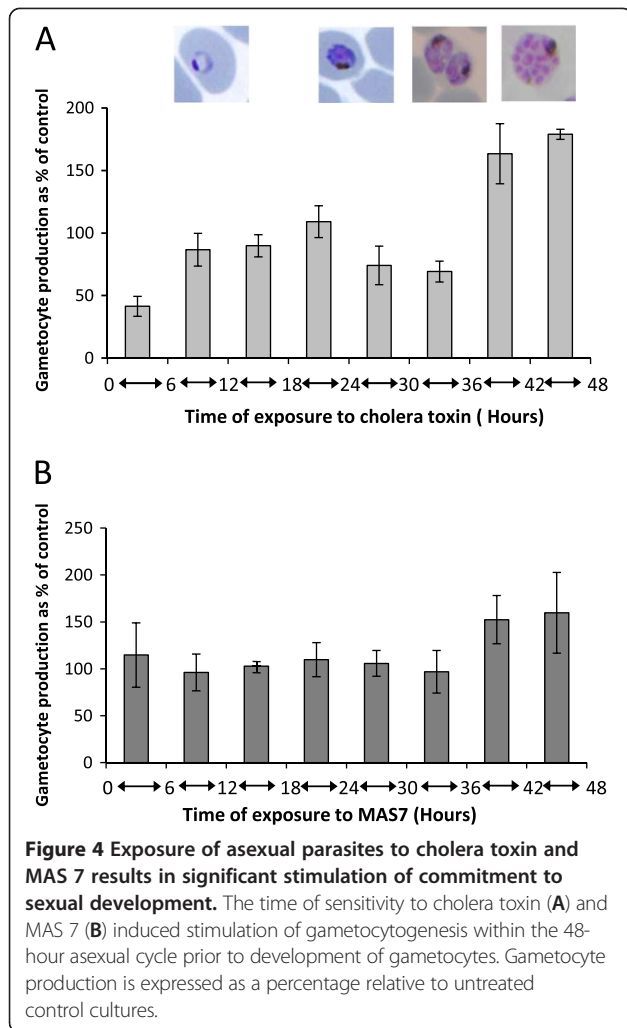 A
Gametocyte production as % of control
200
150
100
50
0
0 6 12 18 24 30 36 42 48
Time of exposure to cholera toxin ( Hours)
B
Gametocyte production as % of control
250
200
150
100
50
0
0 6 12 18 24 30 36 42 48
Time of exposure to MAS7 (Hours)
Figure 4 Exposure of asexual parasites to cholera toxin and
MAS 7 results in significant stimulation of commitment to
sexual development. The time of sensitivity to cholera toxin (A) and
MAS 7 (B) induced stimulation of gametocytogenesis within the 48-
hour asexual cycle prior to development of gametocytes. Gametocyte
production is expressed as a percentage relative to untreated
control cultures.